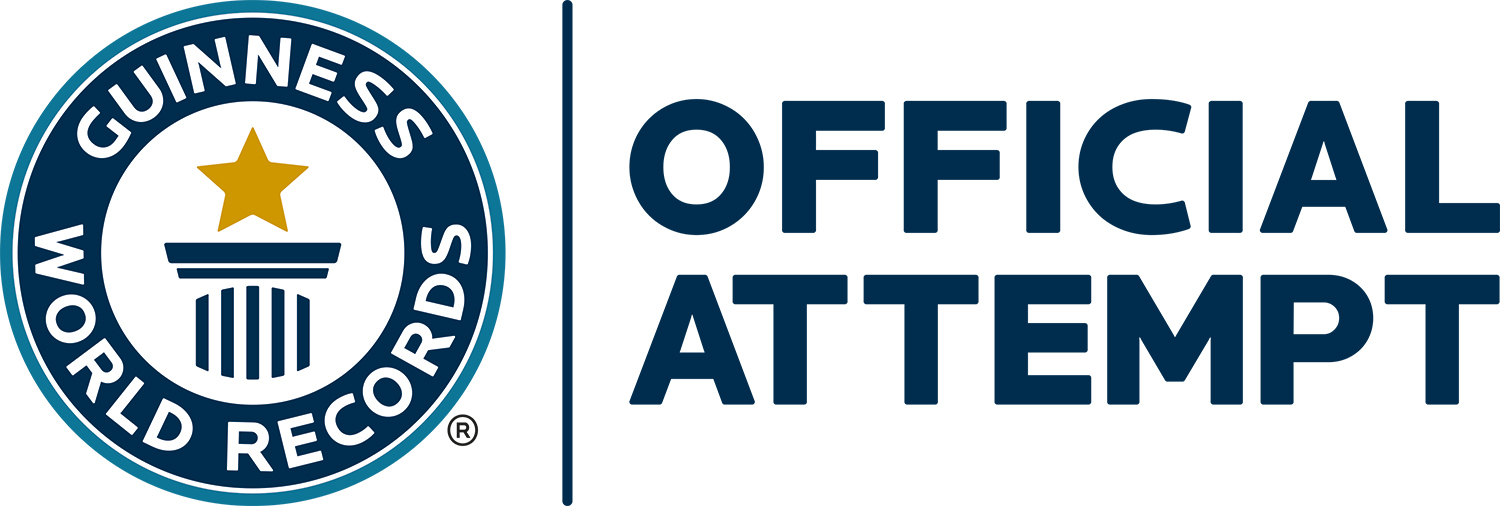 GUINNESS
WORLD RECORDS
®
OFFICIAL
ATTEMPT